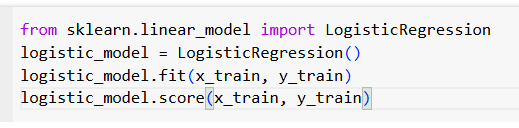 from sklearn.linear_model import LogisticRegression
logistic_model = LogisticRegression()
logistic_model.fit(x_train, y_train)
logistic_model.score(x_train, y_train)